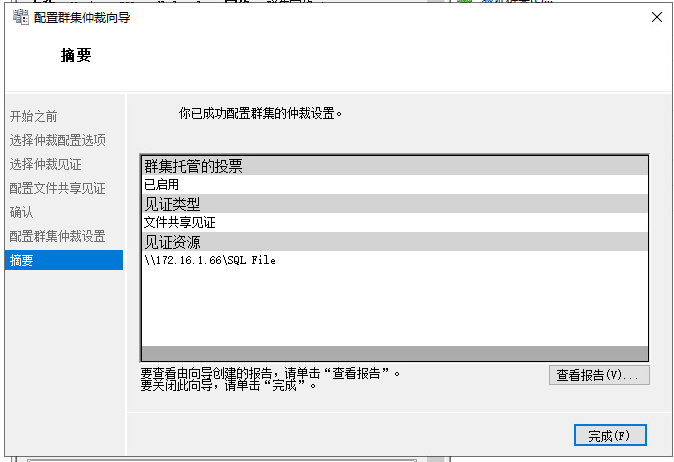 配置群集仲裁向导
摘要
开始之前
选择仲裁配置选项
选择仲裁见证
配置文件共享见证
确认
配置群集仲裁设置
摘要
你已成功配置群集的仲裁设置。
群集托管的投票
已启用
见证类型
文件共享见证
见证资源
\\172.16.1.66\SQL File
要查看由向导创建的报告，请单击“查看报告”。
要关闭此向导，请单击“完成”。
查看报告(V)...
完成(F)